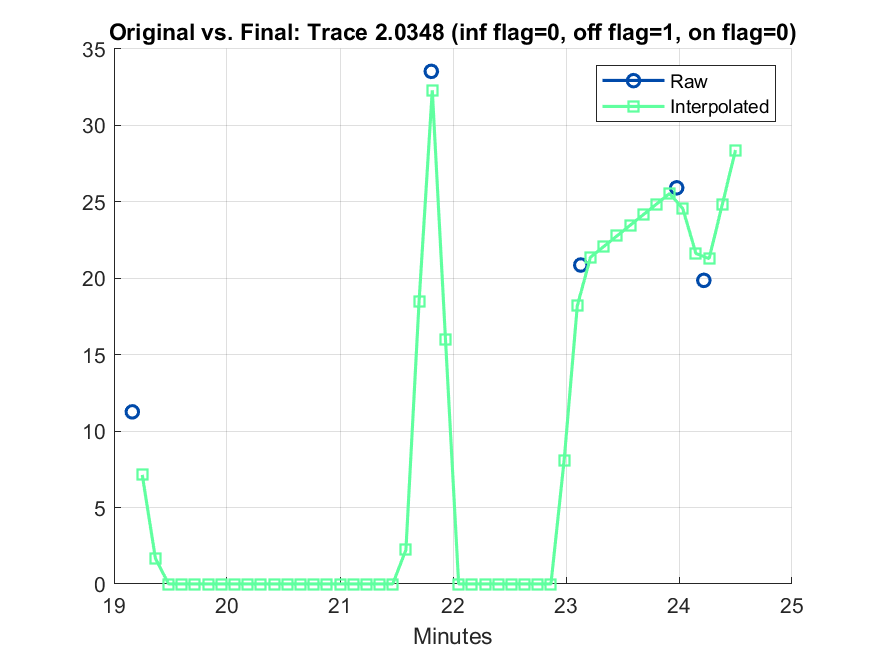 Original vs. Final: Trace 2.0348 (inf flag=0, off flag=1, on flag=0)
35
30
25
20
15
10
5
0
Raw
Interpolated
19 20 21 22 23 24 25
Minutes